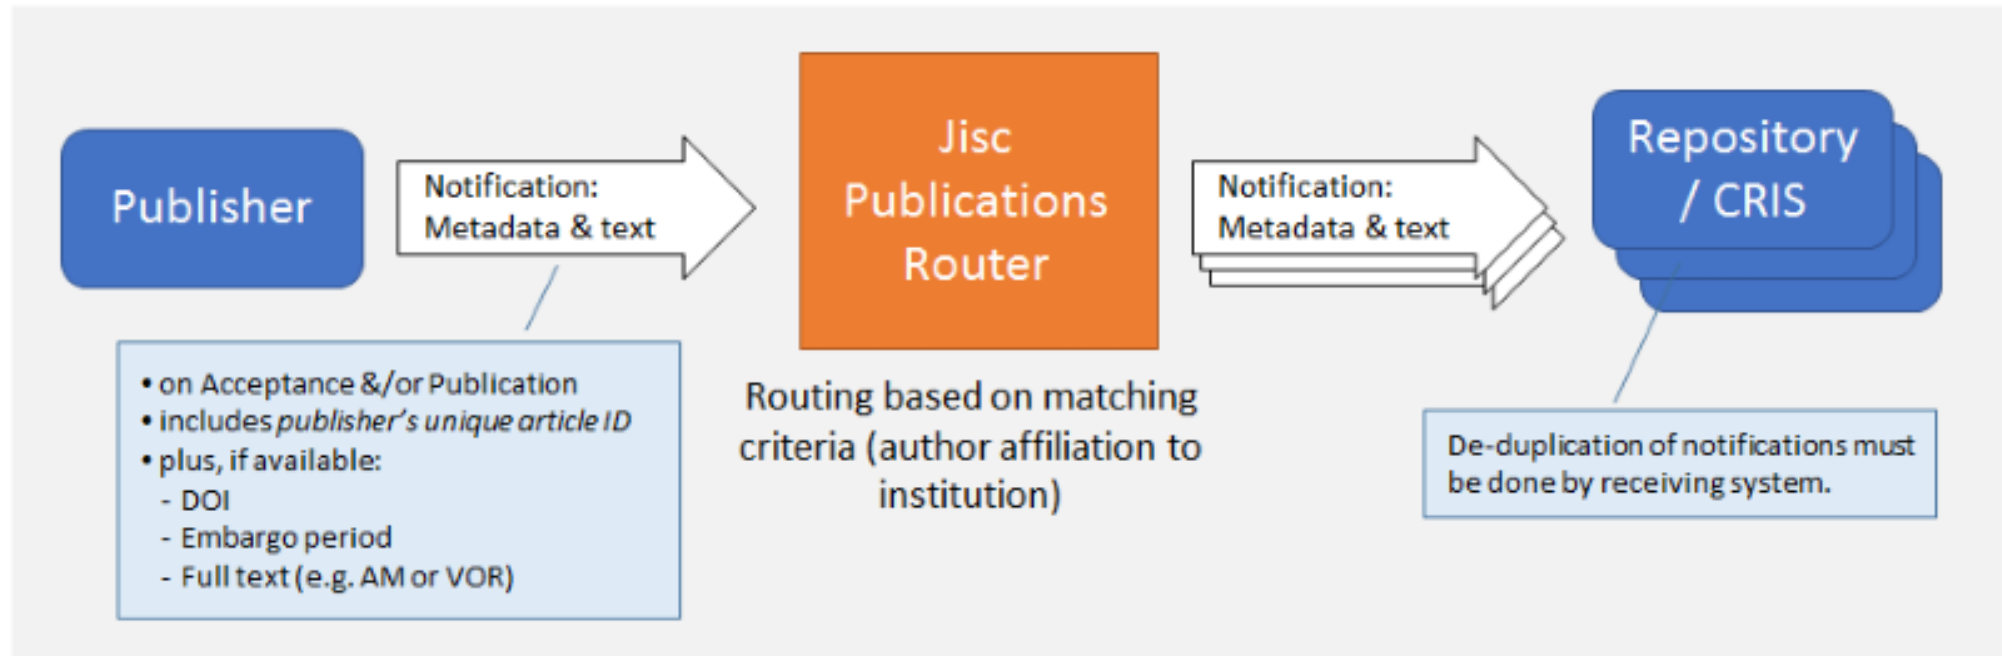 Publisher
Notification:
Metadata & text
• on Acceptance &/or Publication
• includes publisher's unique article ID
• plus, if available:
- DOI
- Embargo period
- Full text (e.g. AM or VOR)
Jisc
Publications
Router
Routing based on matching
criteria (author affiliation to
institution)
Notification:
Metadata & text
Repository
/ CRIS
De-duplication of notifications must
be done by receiving system.